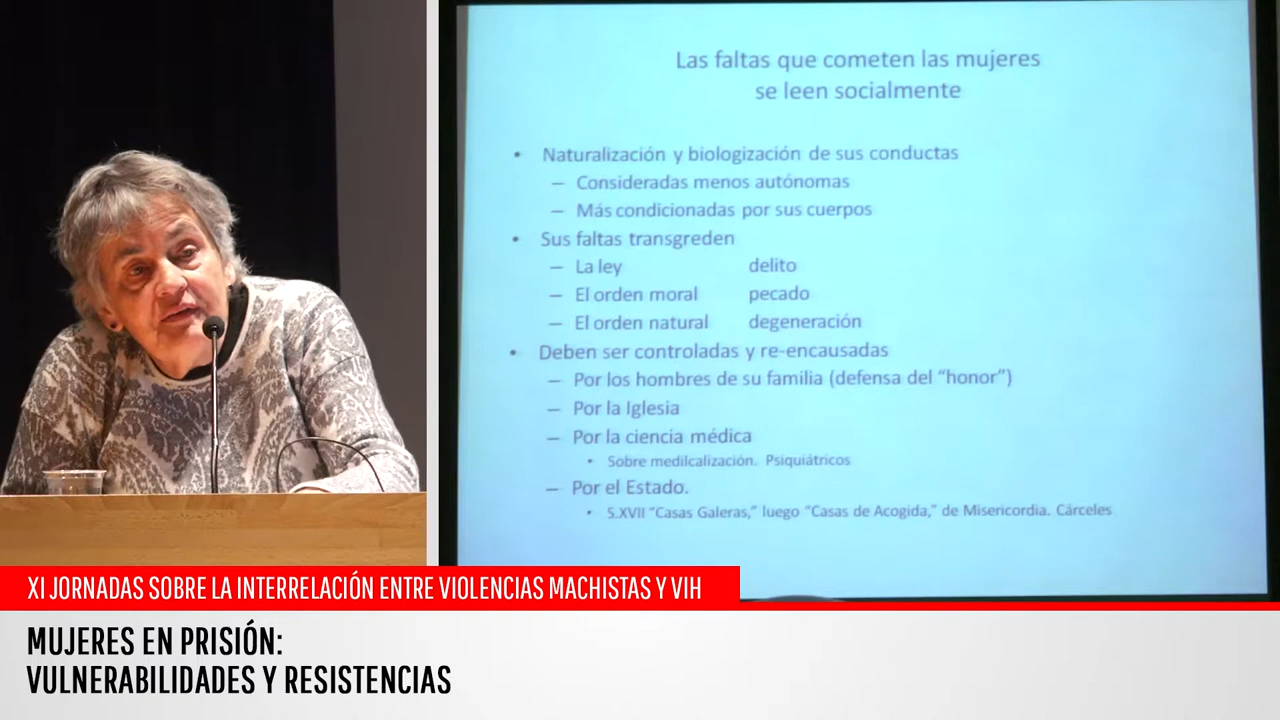 Las faltas que cometen las mujeres
se leen socialmente
• Naturalización y biologización de sus conductas
– Consideradas menos autónomas
– Más condicionadas por sus cuerpos
• Sus faltas transgreden
– La ley delito
– El orden moral pecado
– El orden natural degeneración
• Deben ser controladas y re-encausadas
– Por los hombres de su familia (defensa del “honor”)
– Por la Iglesia
– Por la ciencia médica
• Sobre medilcalización. Psiquiátricos
– Por el Estado.
• S.XVII “Casas Galeras,” luego “Casas de Acogida,” de Misericordia. Cárceles
XI JORNADAS SOBRE LA INTERRELACIÓN ENTRE VIOLENCIAS MACHISTAS Y VIH
MUJERES EN PRISIÓN:
VULNERABILIDADES Y RESISTENCIAS